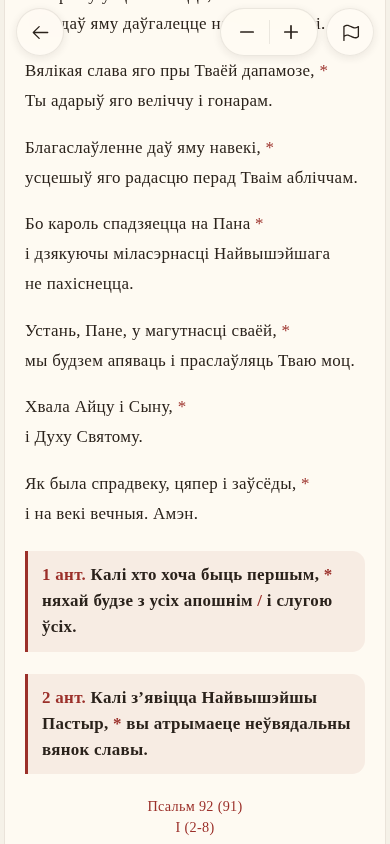 даў яму даўгалецце
Вялікая слава яго пры Тваёй дапамозе, *
Ты адарыў яго веліччу і гонарам.
Благаслаўленне даў яму навекі, *
усцешыў яго радасцю перад Тваім абліччам.
Бо кароль спадзяецца на Пана *
і дзякуючы міласэрнасці Найвышэйшага
не пахіснецца.
Устань, Пане, у магутнасці сваёй, *
мы будзем апяваць і праслаўляць Тваю моц.
Хвала Айцу і Сыну, *
і Духу Святому.
Як была спрадвеку, цяпер і заўсёды, *
і на векі вечныя. Амэн.
1 ант. Калі хто хоча быць першым, *
няхай будзе з усіх апошнім / і слугою
ўсіх.
2 ант. Калі з’явіцца Найвышэйшы
Пастыр, * вы атрымаеце неўвядальны
вянок славы.
Псальм 92 (91)
I (2-8)